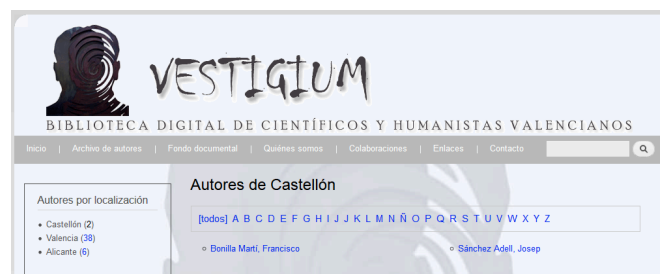 VESTIGIUM
BIBLIOTECA DIGITAL DE CIENTÍFICOS Y HUMANISTAS VALENCIANOS
Inicio | Archivo de autores | Fondo documental | Quiénes somos | Colaboraciones | Enlaces | Contacto
Autores por localización
• Castellón (2)
• Valencia (38)
• Alicante (6)
Autores de Castellón
[todos] A B C D E F G H I J J K L M N Ñ O P Q R S T U V W X Y Z
Bonilla Martí, Francisco
Sánchez Adell, Josep